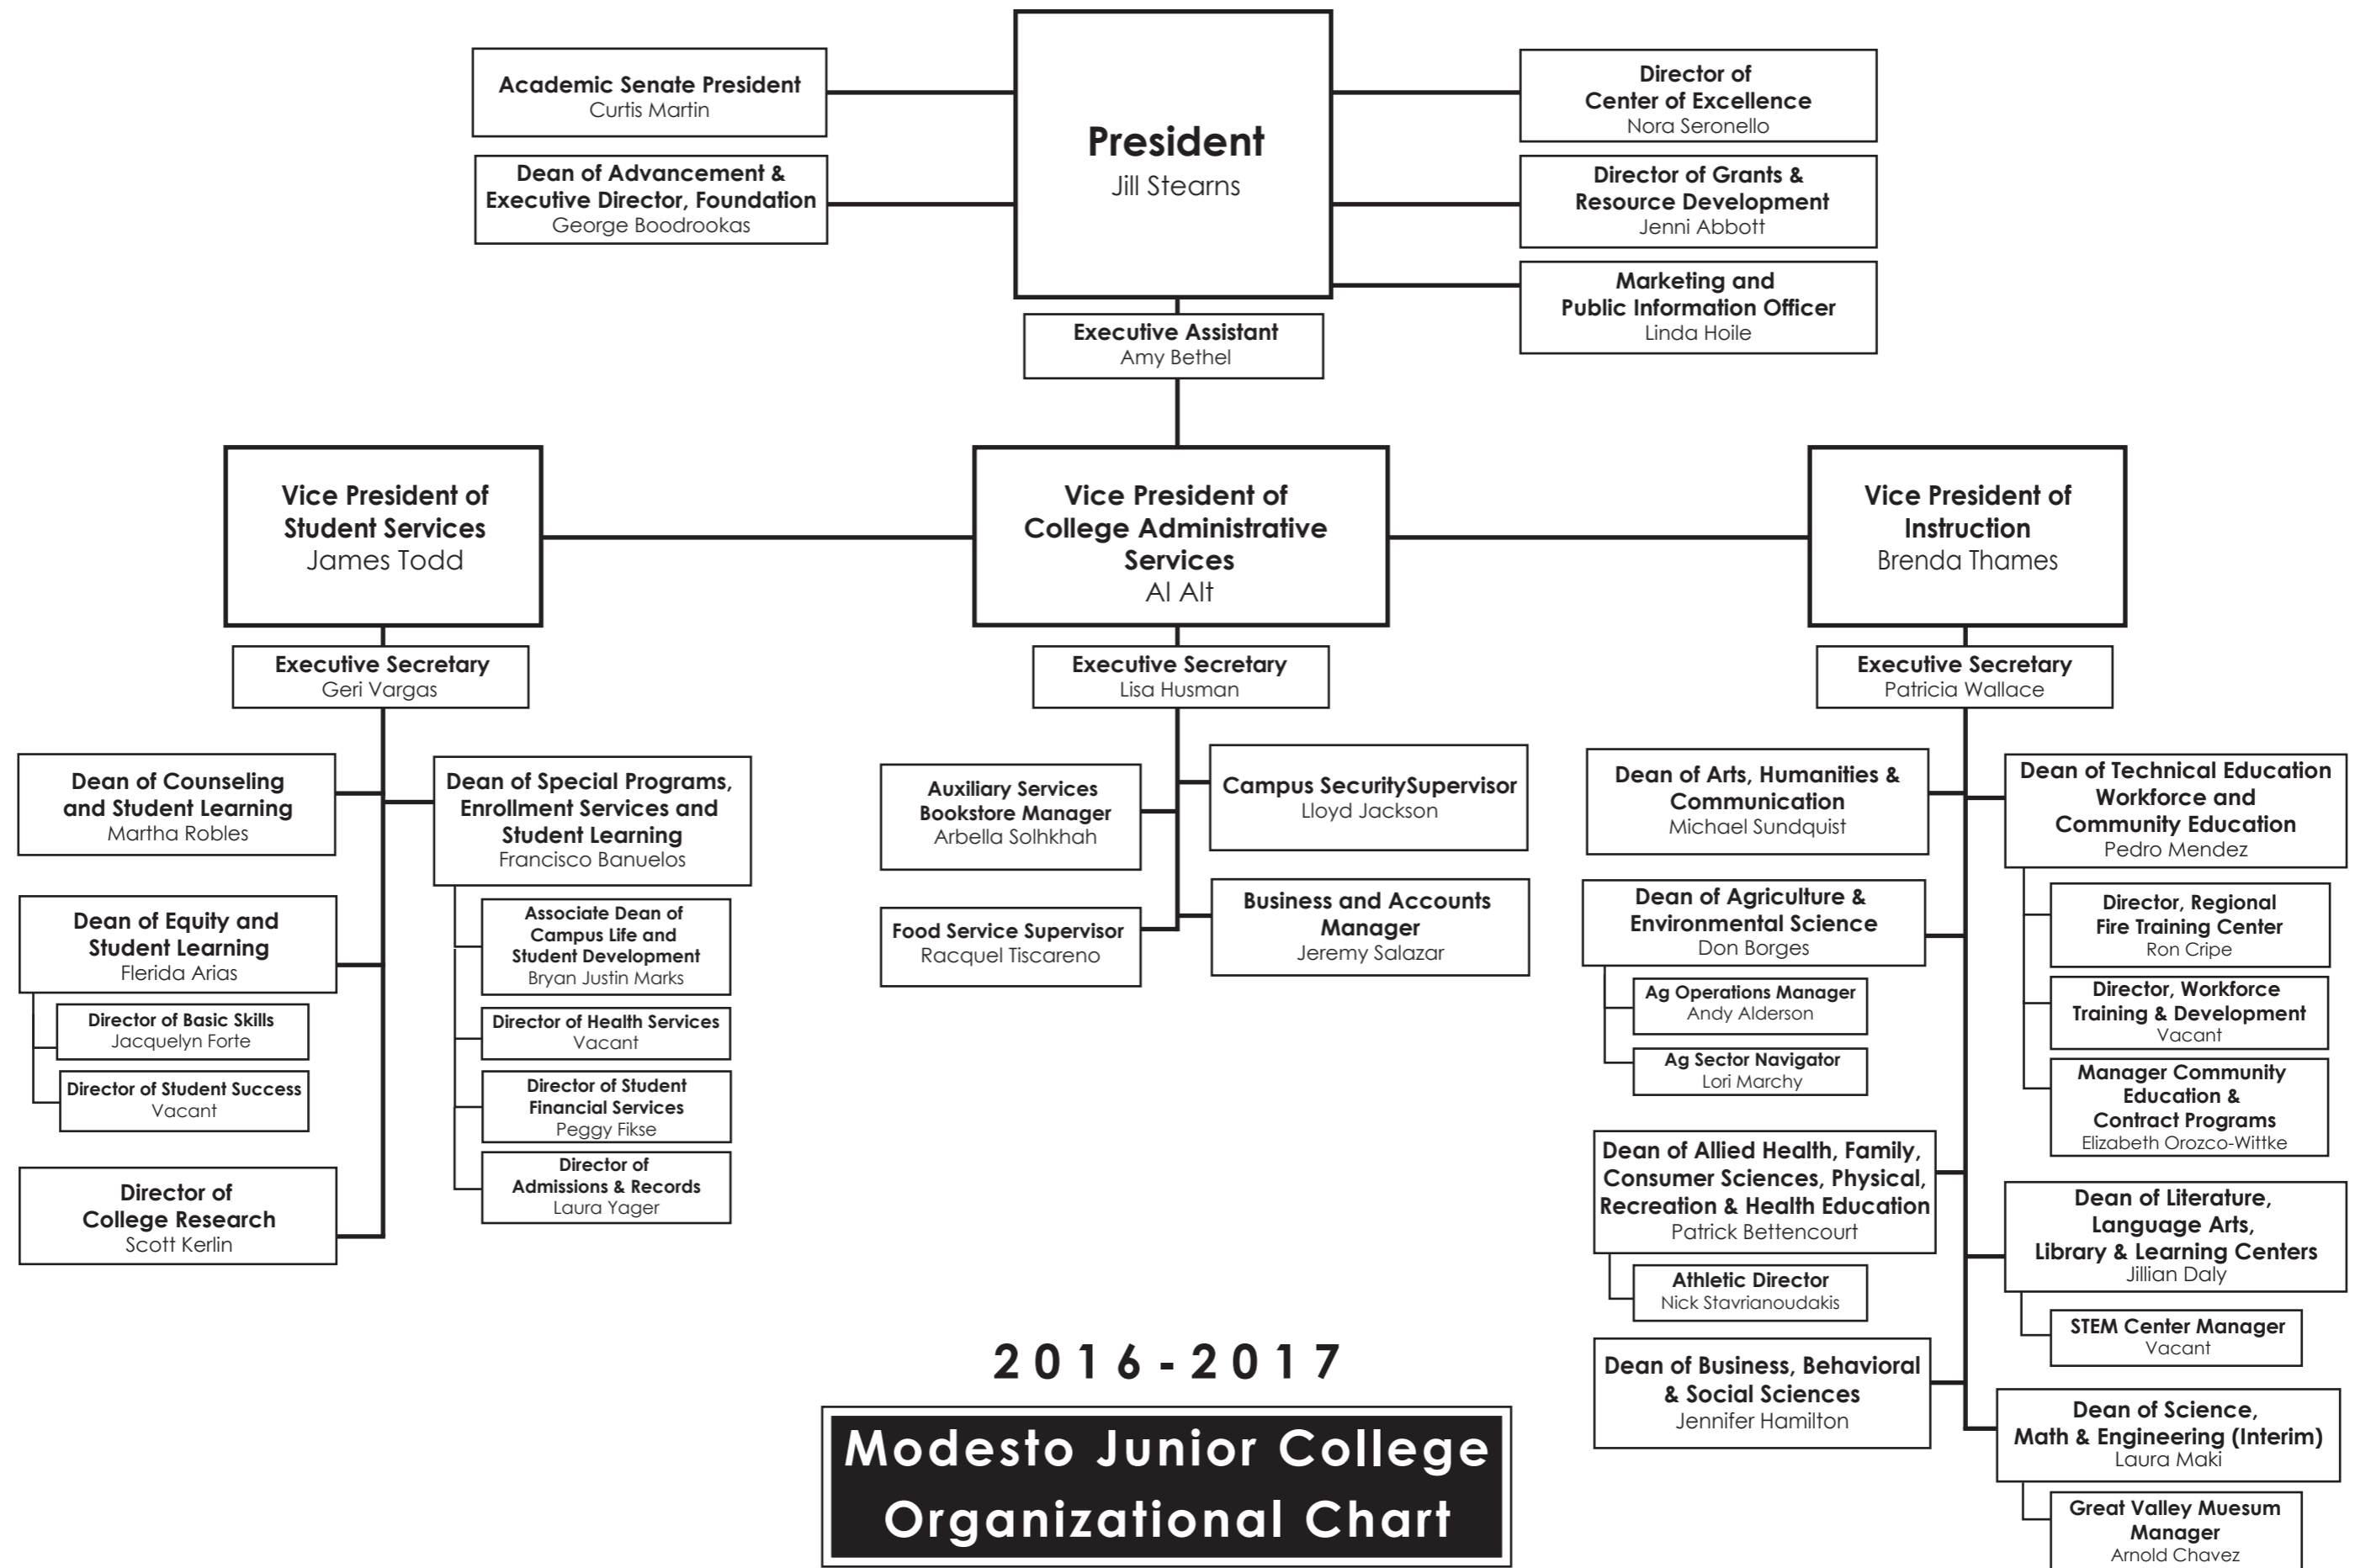 Academic Senate President
Curtis Martin
Dean of Advancement &
Executive Director, Foundation
George Boodrookas
President
Jill Stearns
Director of
Center of Excellence
Nora Seronello
Director of Grants &
Resource Development
Jenni Abbott
Marketing and
Public Information Officer
Linda Hoile
Executive Assistant
Amy Bethel
Vice President of
Student Services
James Todd
Vice President of
College Administrative
Services
Al Alt
Vice President of
Instruction
Brenda Thames
Executive Secretary
Geri Vargas
Executive Secretary
Lisa Husman
Executive Secretary
Patricia Wallace
Dean of Counseling
and Student Learning
Martha Robles
Dean of Equity and
Student Learning
Flerida Arias
Director of Basic Skills
Jacquelyn Forte
Director of Student Success
Vacant
Director of
College Research
Scott Kerlin
Dean of Special Programs,
Enrollment Services and
Student Learning
Francisco Banuelos
Associate Dean of
Campus Life and
Student Development
Bryan Justin Marks
Director of Health Services
Vacant
Director of Student
Financial Services
Peggy Fikse
Director of
Admissions & Records
Laura Yager
Auxiliary Services
Bookstore Manager
Arbella Solhkhah
Food Service Supervisor
Racquel Tiscareno
Campus SecuritySupervisor
Lloyd Jackson
Business and Accounts
Manager
Jeremy Salazar
Dean of Arts, Humanities &
Communication
Michael Sundquist
Dean of Agriculture &
Environmental Science
Don Borges
Ag Operations Manager
Andy Alderson
Ag Sector Navigator
Lori Marchy
Dean of Allied Health, Family,
Consumer Sciences, Physical,
Recreation & Health Education
Patrick Bettencourt
Athletic Director
Nick Stavrianoudakis
Dean of Business, Behavioral
& Social Sciences
Jennifer Hamilton
Dean of Technical Education
Workforce and
Community Education
Pedro Mendez
Director, Regional
Fire Training Center
Ron Cripe
Director, Workforce
Training & Development
Vacant
Manager Community
Education &
Contract Programs
Elizabeth Orozco-Wittke
Dean of Literature,
Language Arts,
Library & Learning Centers
Jillian Daly
STEM Center Manager
Vacant
Dean of Science,
Math & Engineering (Interim)
Laura Maki
Great Valley Muesum
Manager
Arnold Chavez
2016-2017
Modesto Junior College
Organizational Chart